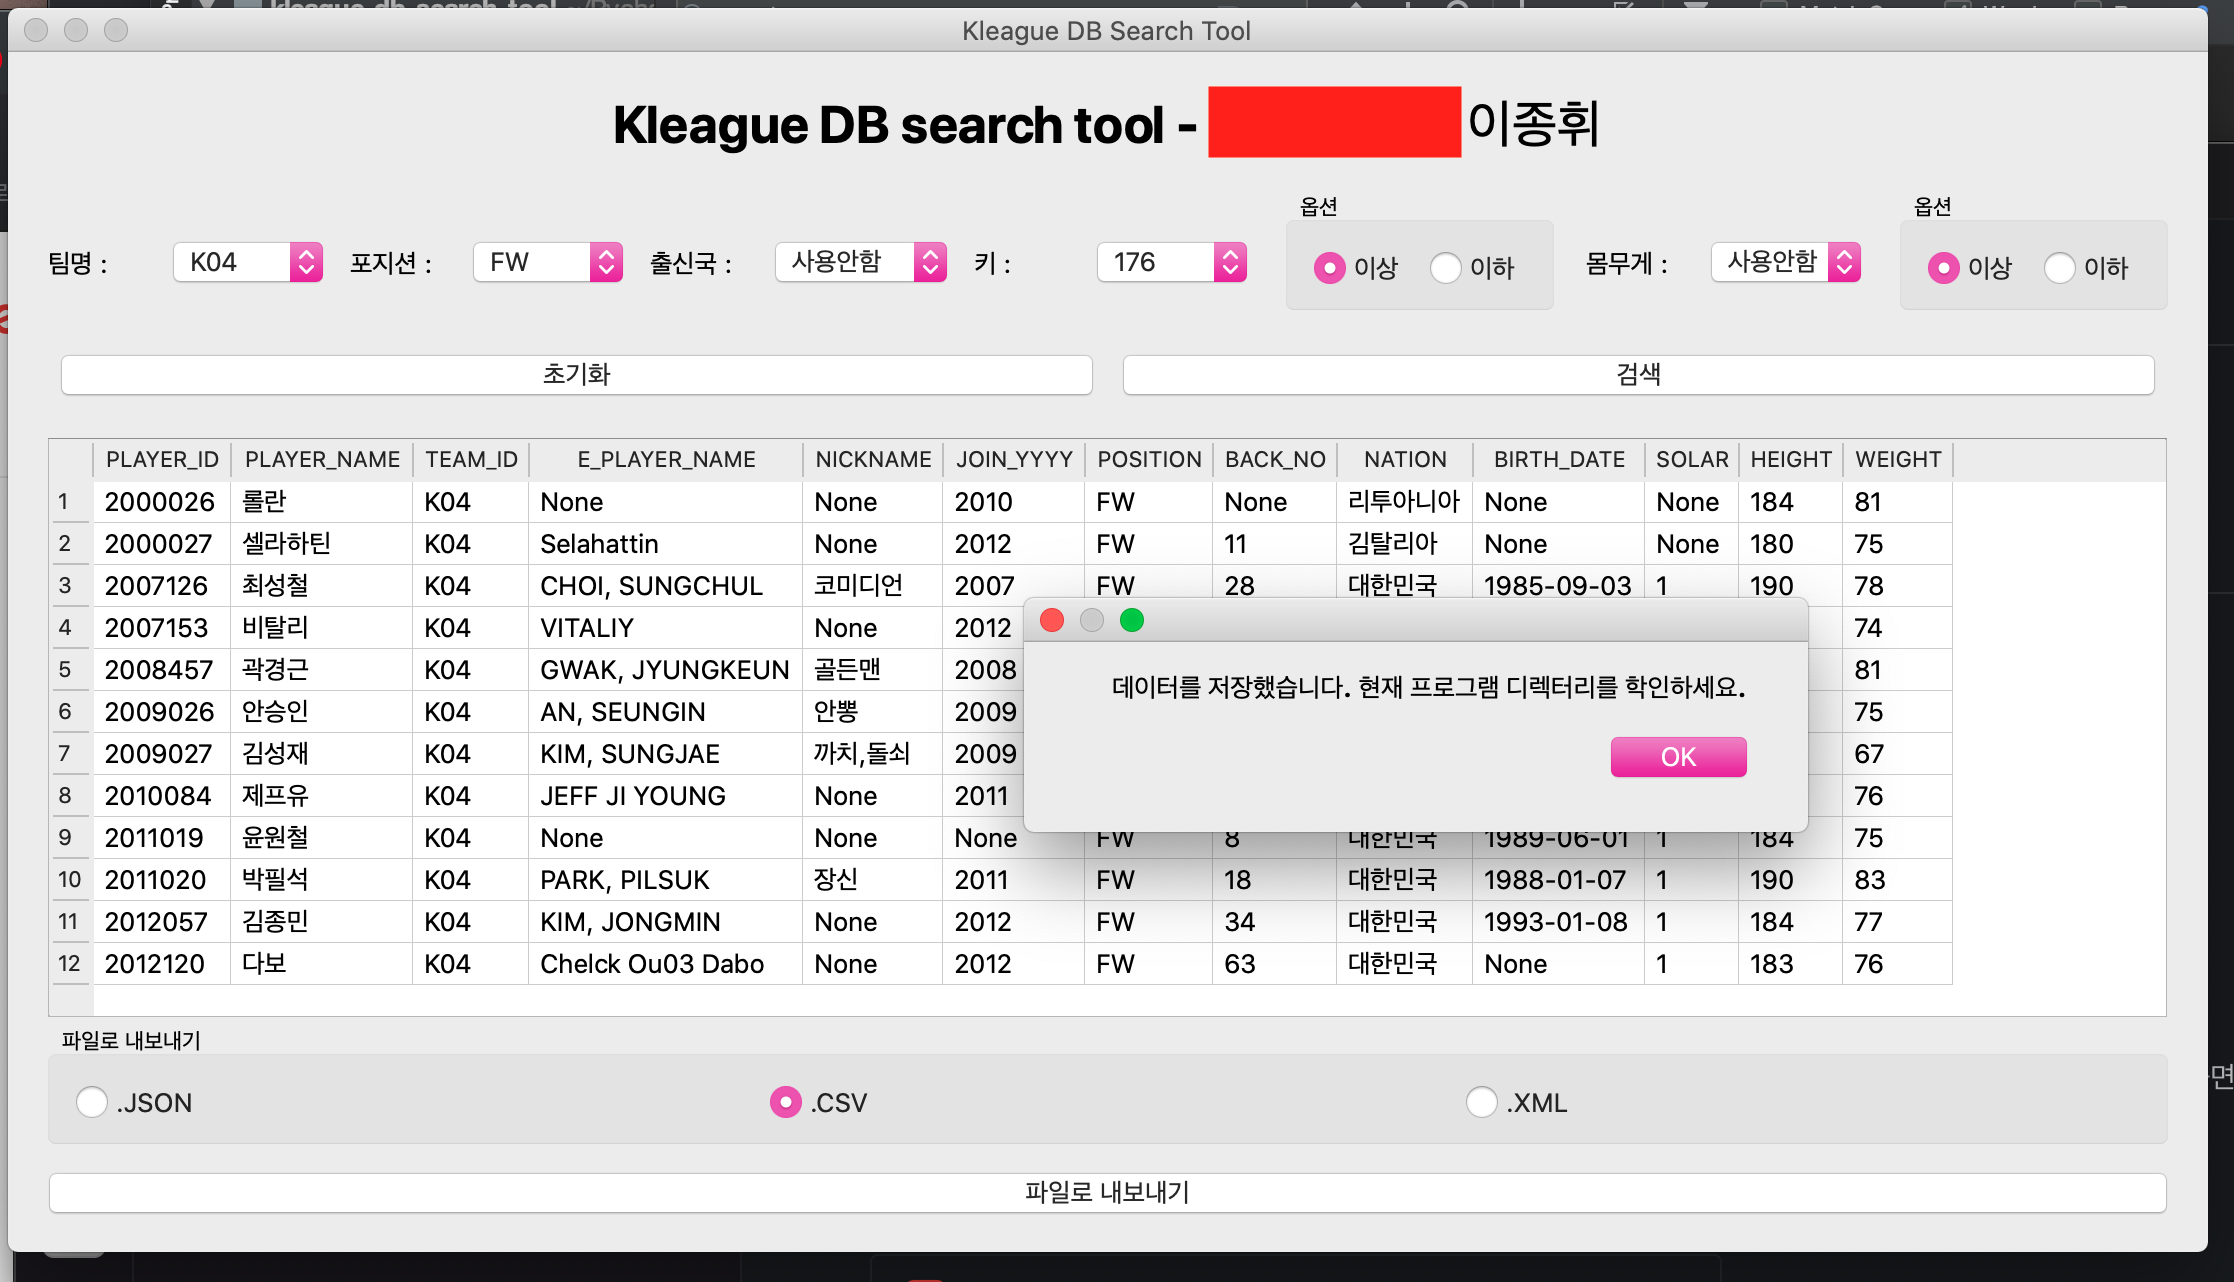 Kleague DB Search Tool
Kleague DB search tool - 이종휘
옵션 옵션
팀명 : K04 포지션 : FW 출신국 : 사용안함 키 : 176 이상 이하 몸무게 : 사용안함 이상 이하
초기화 검색
PLAYER_ID PLAYER_NAME TEAM_ID E_PLAYER_NAME NICKNAME JOIN_YYYY POSITION BACK_NO NATION BIRTH_DATE SOLAR HEIGHT WEIGHT
1 2000026 롤란 K04 None None 2010 FW None 리투아니아 None None 184 81
2 2000027 셀라하틴 K04 Selahattin None 2012 FW 11 김탈리아 None None 180 75
3 2007126 최성철 K04 CHOI, SUNGCHUL 코미디언 2007 FW 28 대한민국 1985-09-03 1 190 78
4 2007153 비탈리 K04 VITALIY None 2012 74
5 2008457 곽경근 K04 GWAK, JYUNGKEUN 골든맨 2008 81
6 2009026 안승인 K04 AN, SEUNGIN 안뽕 2009 75
7 2009027 김성재 K04 KIM, SUNGJAE 까치,돌쇠 2009 67
8 2010084 제프유 K04 JEFF JI YOUNG None 2011 76
9 2011019 윤원철 K04 None None None FW 8 대한민국 1989-06-01 1 184 75
10 2011020 박필석 K04 PARK, PILSUK 장신 2011 FW 18 대한민국 1988-01-07 1 190 83
11 2012057 김종민 K04 KIM, JONGMIN None 2012 FW 34 대한민국 1993-01-08 1 184 77
12 2012120 다보 K04 Chelck Ou03 Dabo None 2012 FW 63 대한민국 None 1 183 76
데이터를 저장했습니다. 현재 프로그램 디렉터리를 학인하세요.
OK
파일로 내보내기
.JSON .CSV .XML
파일로 내보내기